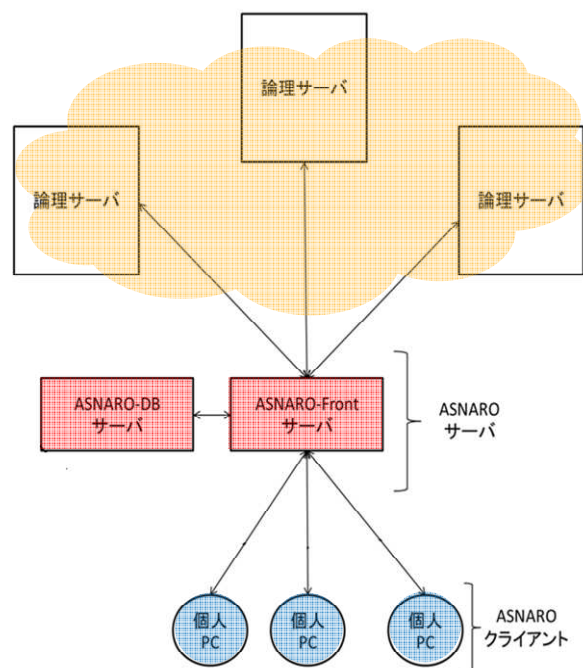 論理サーバ
論理サーバ
論理サーバ
ASNARO-DB
サーバ
ASNARO-Front
サーバ
ASNARO
サーバ
個人
PC
個人
PC
個人
PC
ASNARO
クライアント